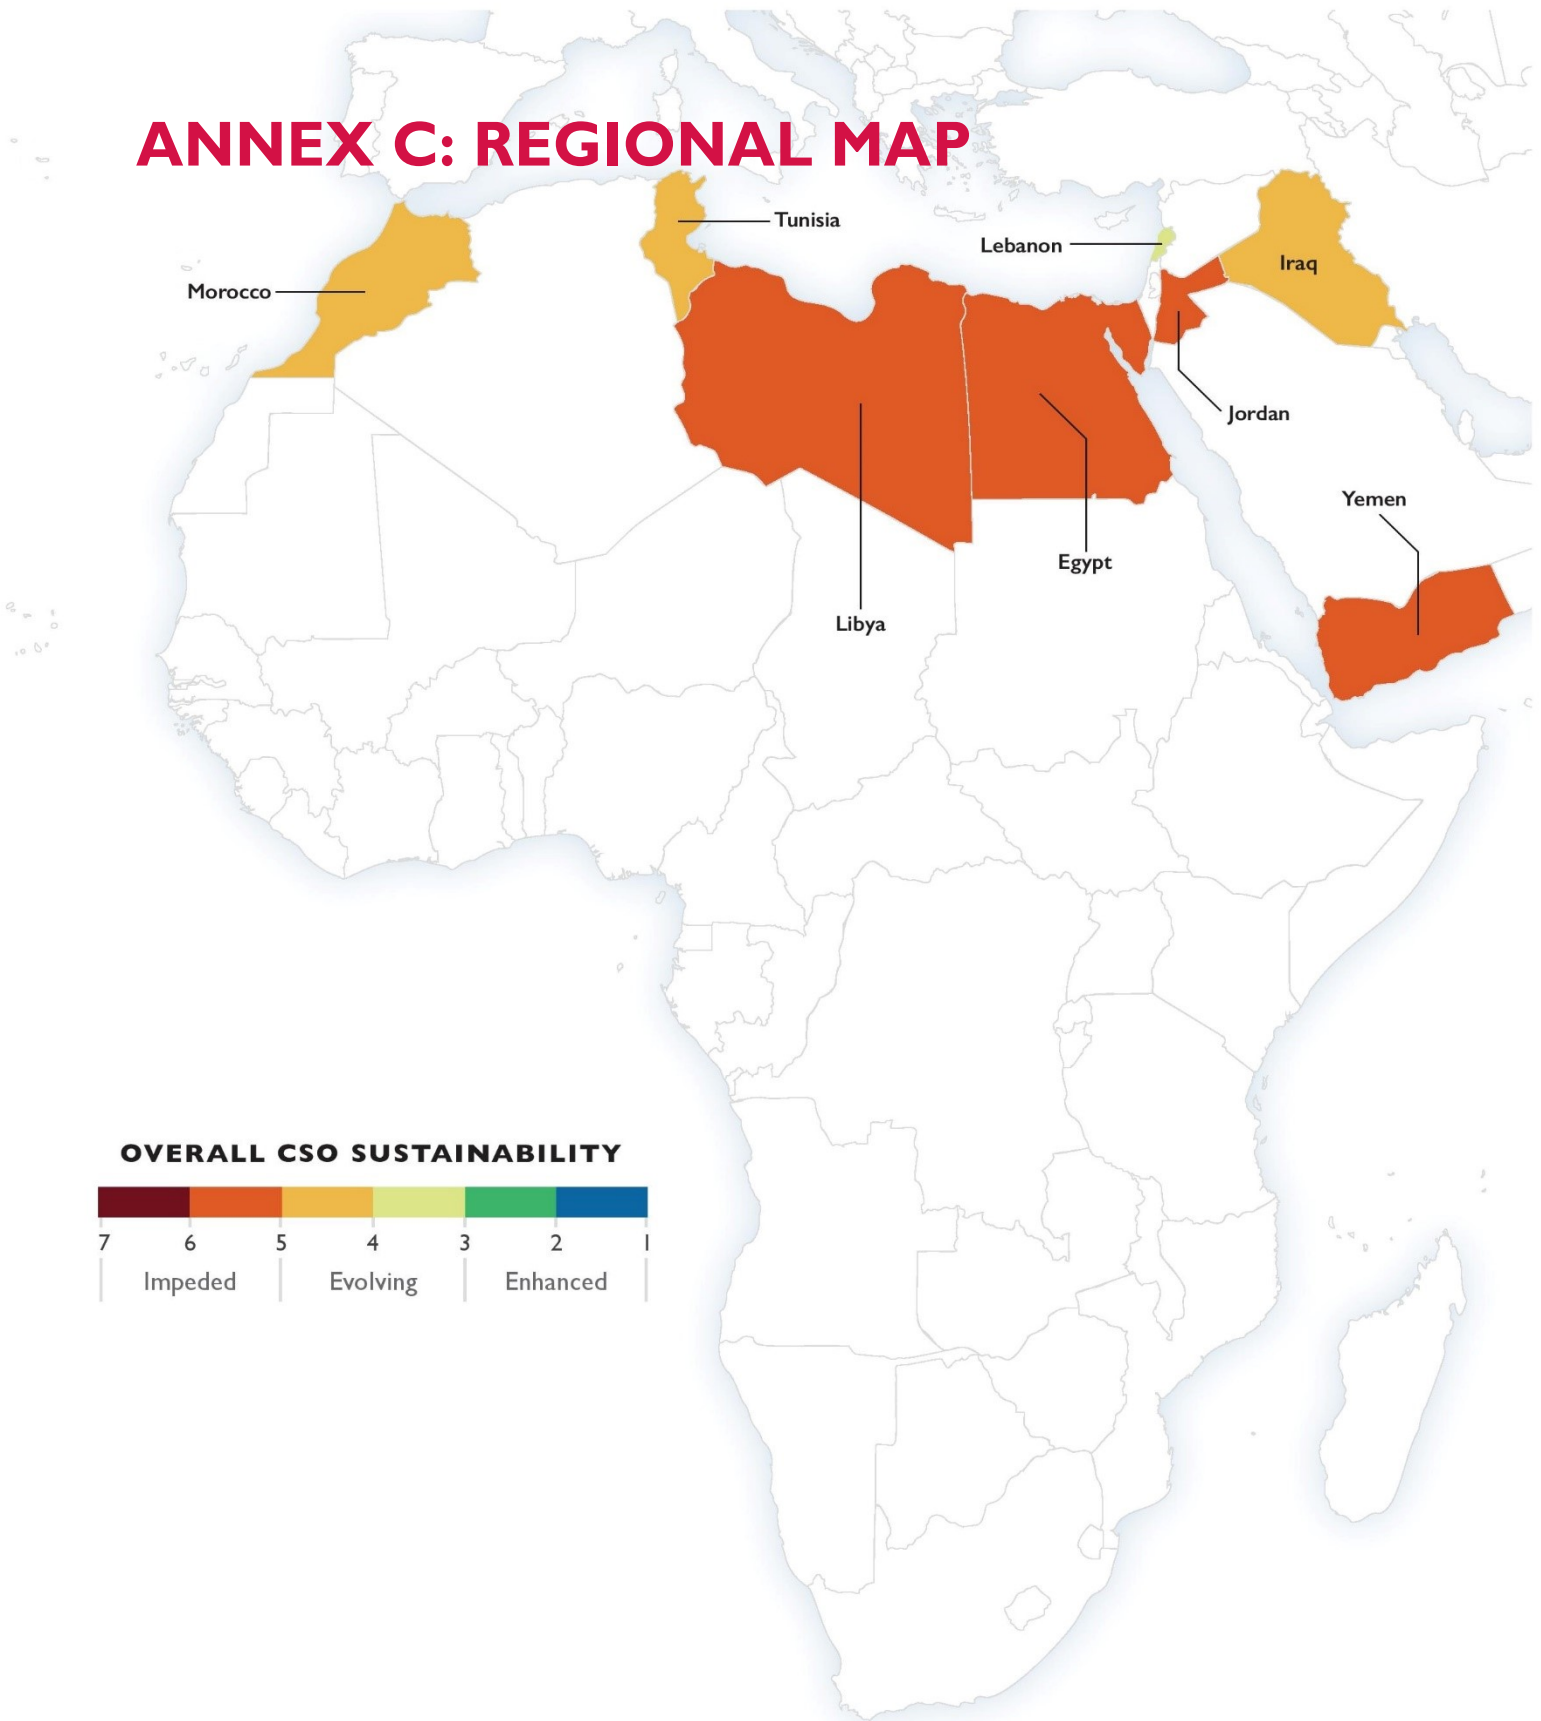 ANNEX C: REGIONAL MAP
Tunisia
Lebanon
Iraq
Morocco
Jordan
Yemen
Egypt
Libya
OVERALL CSO SUSTAINABILITY
7 6 5 4 3 2 1
Impeded Evolving Enhanced